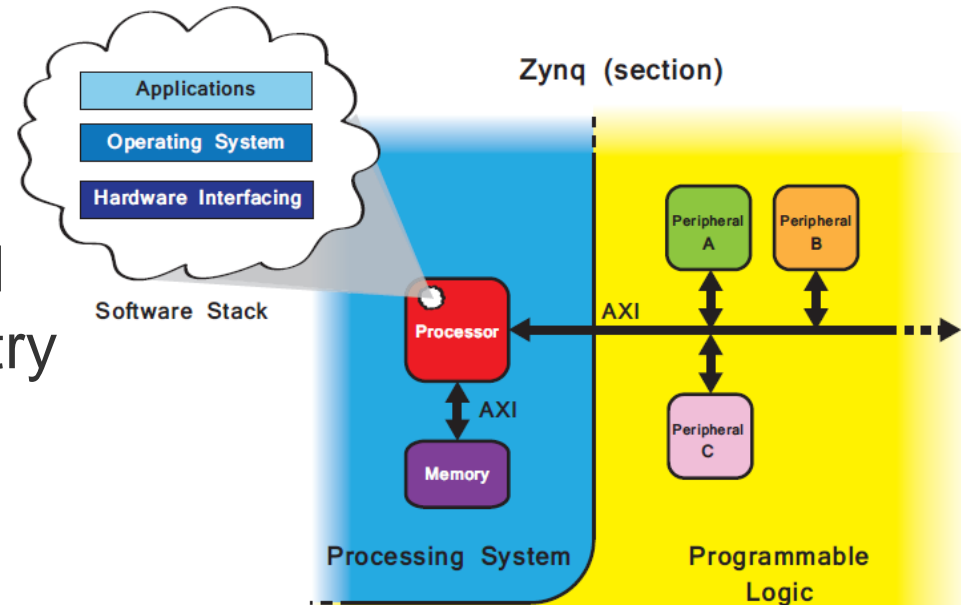 Applications
Operating System
Hardware Interfacing
Software Stack
try
Zynq (section)
Processor
AXI
Memory
Processing System
AXI
Peripheral
A
Peripheral
B
Peripheral
C
Programmable
Logic